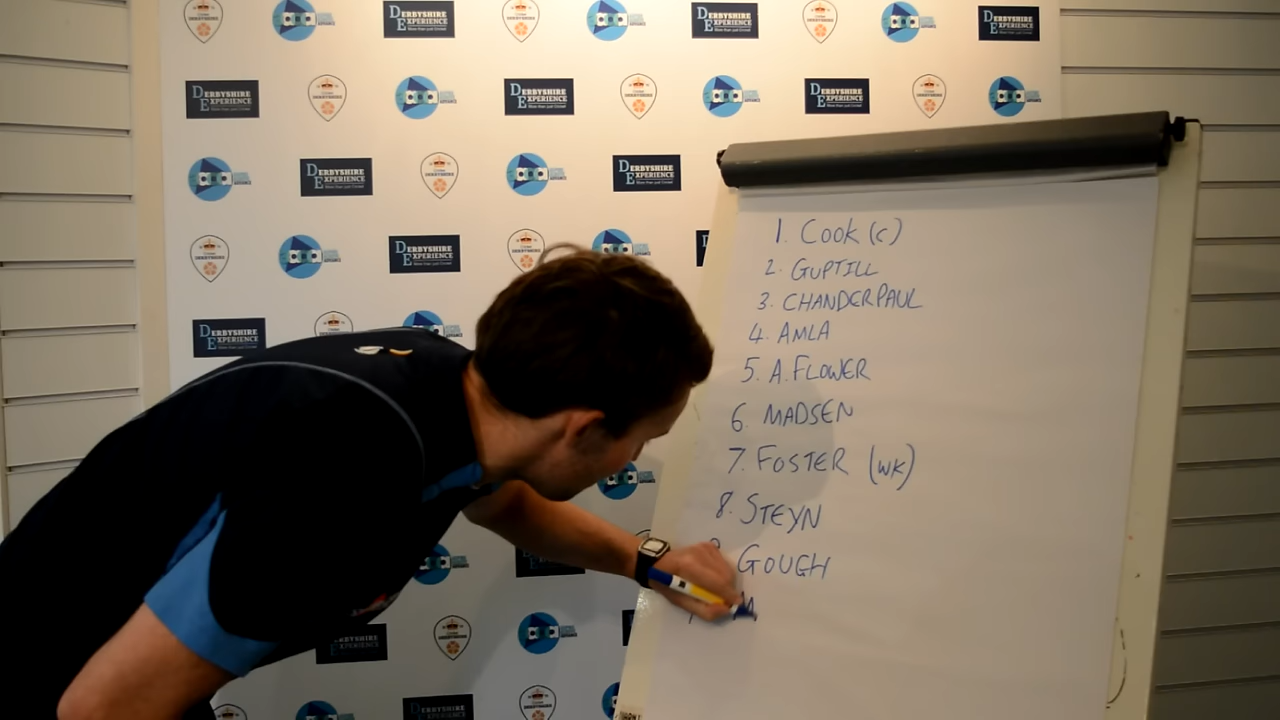 DERBYSHIRE EXPERIENCE
More than just Cricket
1. COOK (c)
2. GUPTILL
3. CHANDERPAUL
4. AMLA
5. A. FLOWER
6. MADSEN
7. FOSTER (WK)
8. STEYN
GOUGH